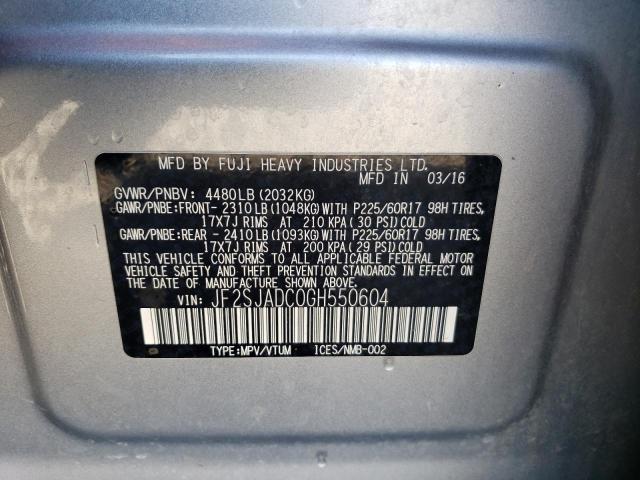 MFD BY FUJI HEAVY INDUSTRIES LTD.
MFD IN 03/16
GVWR/PNBV: 4480LB(2032KG)
GAWR/PNBE:FRONT-2310LB(1048KG)WITH P225/60R17 98H TIRES,
17X7J RIMS AT 210 KPA(30 PSI)COLD
GAWR/PNBE:REAR -2410LB(1093KG)WITH P225/60R17 98H TIRES,
17X7J RIMS AT 200 KPA(29 PSI)COLD
THIS VEHICLE CONFORMS TO ALL APPLICABLE FEDERAL MOTOR
VEHICLE SAFETY AND THEFT PREVENTION STANDARDS IN EFFECT ON
THE DATE OF MANUFACTURE SHOWN ABOVE.
VIN: JF2SJADC0GH550604
TYPE:MPV/VTUM ICES/NMB-002